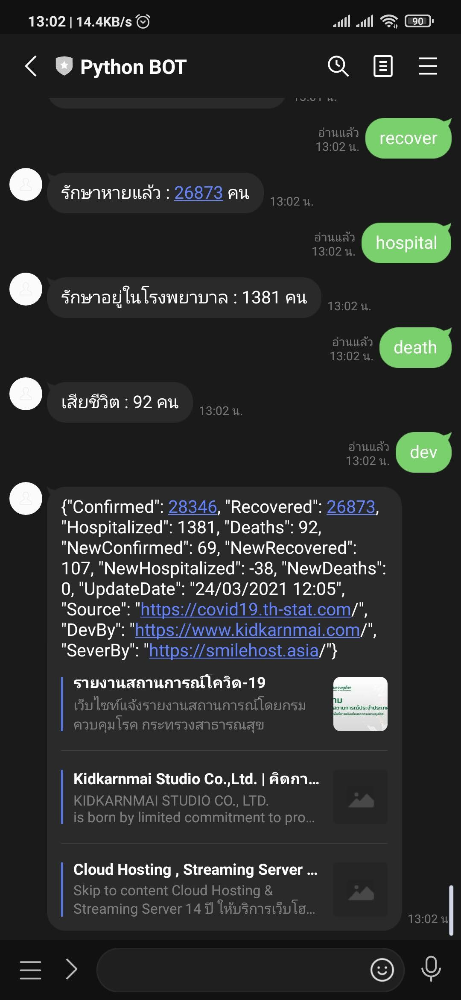 13:02 | 14.4KB/s
90
Python BOT
อ่านแล้ว
13:02 น.
recover
รักษาหายแล้ว : 26873 คน
13:02 น.
อ่านแล้ว
13:02 น.
hospital
รักษาอยู่ในโรงพยาบาล : 1381 คน
13:02 น.
อ่านแล้ว
13:02 น.
death
เสียชีวิต : 92 คน
13:02 น.
อ่านแล้ว
13:02 น.
dev
{"Confirmed": 28346, "Recovered": 26873,
"Hospitalized": 1381, "Deaths": 92,
"NewConfirmed": 69, "NewRecovered":
107, "NewHospitalized": -38, "NewDeaths":
0, "UpdateDate": "24/03/2021 12:05",
"Source": "https://covid19.th-stat.com/",
"DevBy": "https://www.kidkarnmai.com/",
"SeverBy": "https://smilehost.asia/"}
รายงานสถานการณ์โควิด-19
เว็บไซท์แจ้งรายงานสถานการณ์โดยกรม
ควบคุมโรค กระทรวงสาธารณสุข
Kidkarnmai Studio Co.,Ltd. | คิดกา...
KIDKARNMAI STUDIO CO., LTD.
is born by limited commitment to pro...
Cloud Hosting , Streaming Server ...
Skip to content Cloud Hosting &
Streaming Server 14 ปี ให้บริการเว็บโฮ...
13:02 น